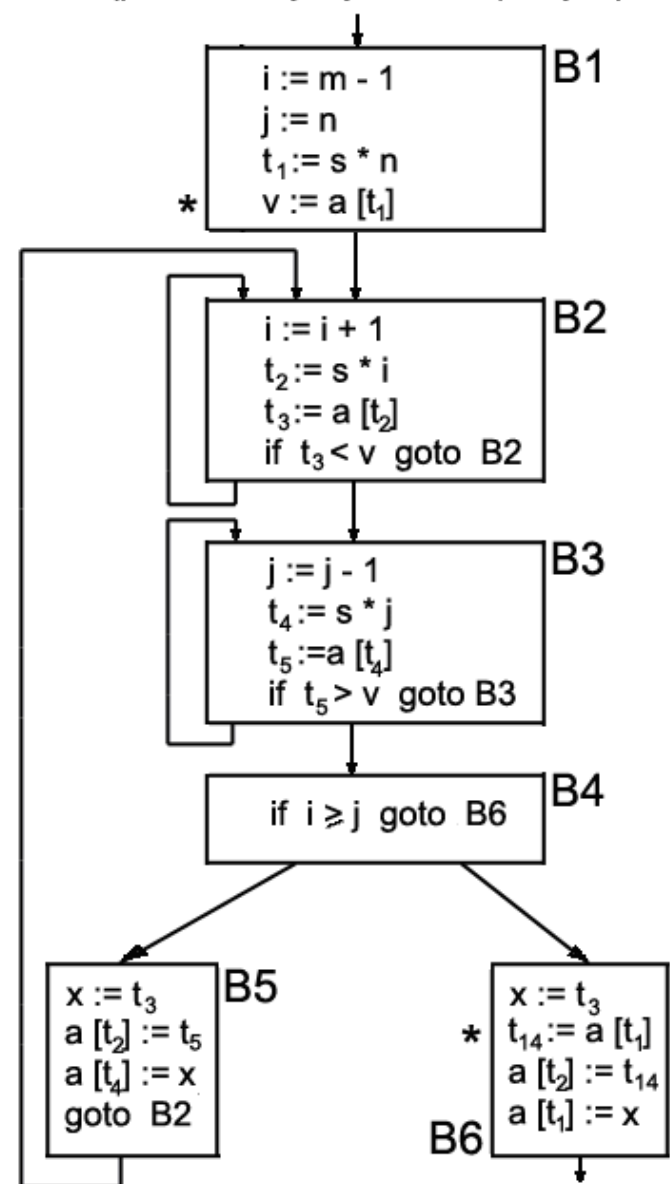 B1
i := m - 1
j := n
t₁:= s * n
* v := a [t₁]
B2
i := i + 1
t₂:= s * i
t₃:= a [t₂]
if t₃< v goto B2
B3
j := j - 1
t₄:= s * j
t₅:=a [t₄]
if t₅> v goto B3
B4
if i ⩾ j goto B6
B5
x := t₃
a [t₂] := t₅
a [t₄] := x
goto B2
x := t₃
* t₁₄:= a [t₁]
a [t₂] := t₁₄
a [t₁] := x
B6